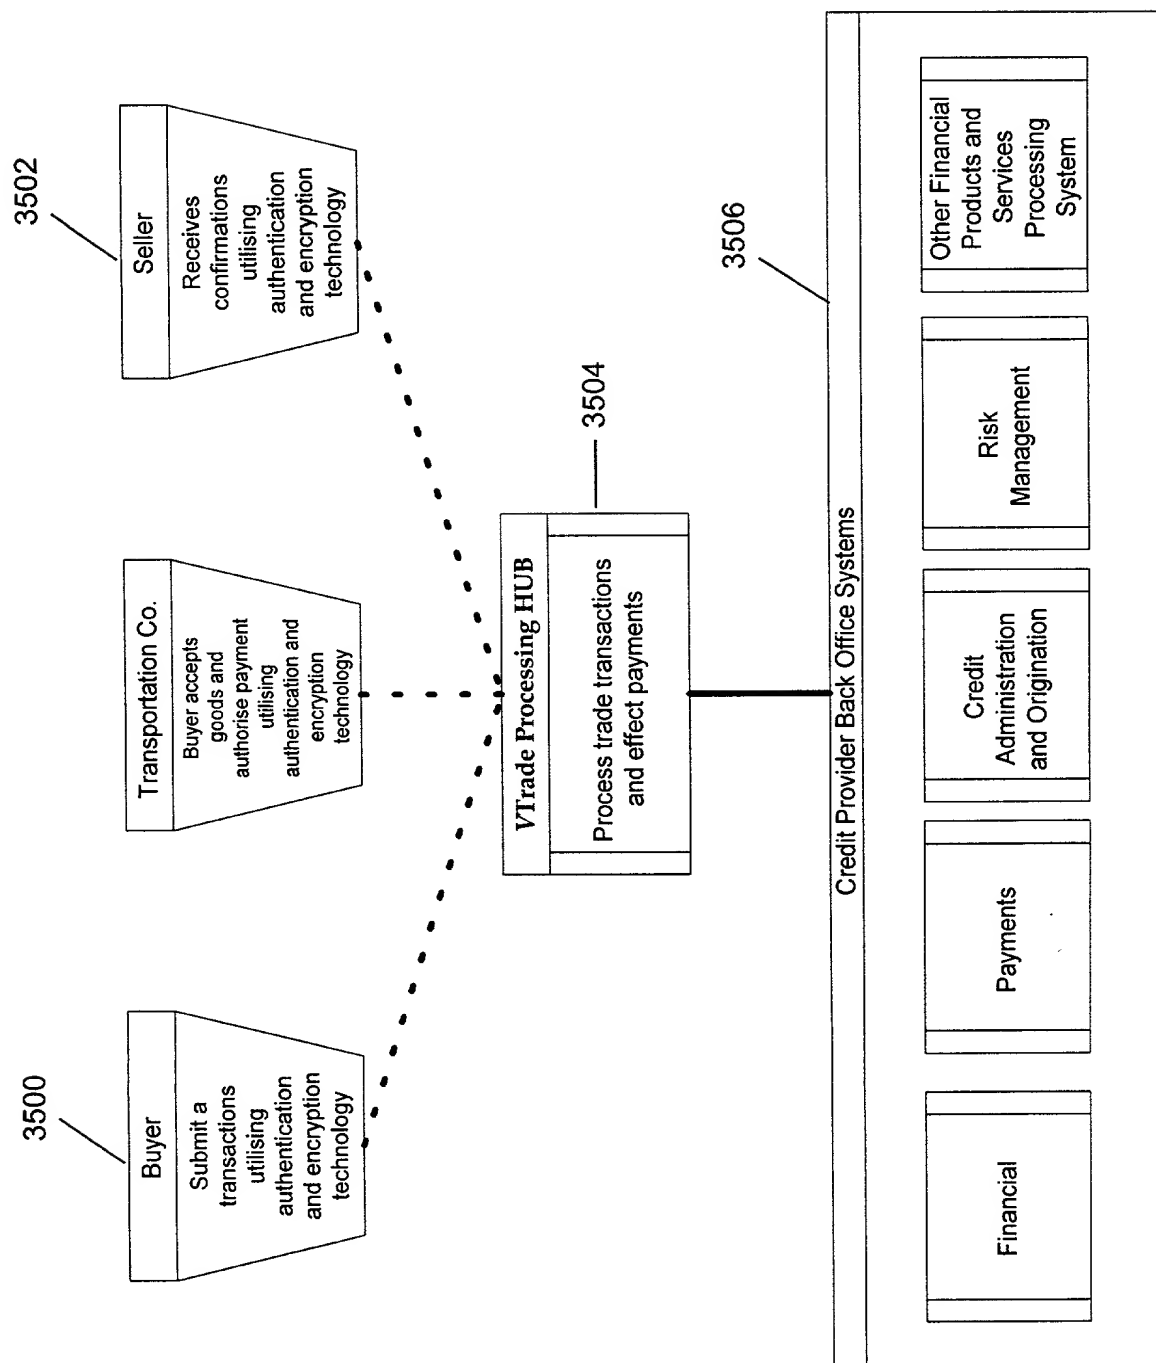 3500
Buyer
Submit a
transactions
utilising
authentication
and encryption
technology
Transportation Co.
Buyer accepts
goods and
authorise payment
utilising
authentication and
encryption
technology
3502
Seller
Receives
confirmations
utilising
authentication
and encryption
technology
VTrade Processing HUB
Process trade transactions
and effect payments
3504
3506
Credit Provider Back Office Systems
Financial
Payments
Credit
Administration
and Origination
Risk
Management
Other Financial
Products and
Services
Processing
System